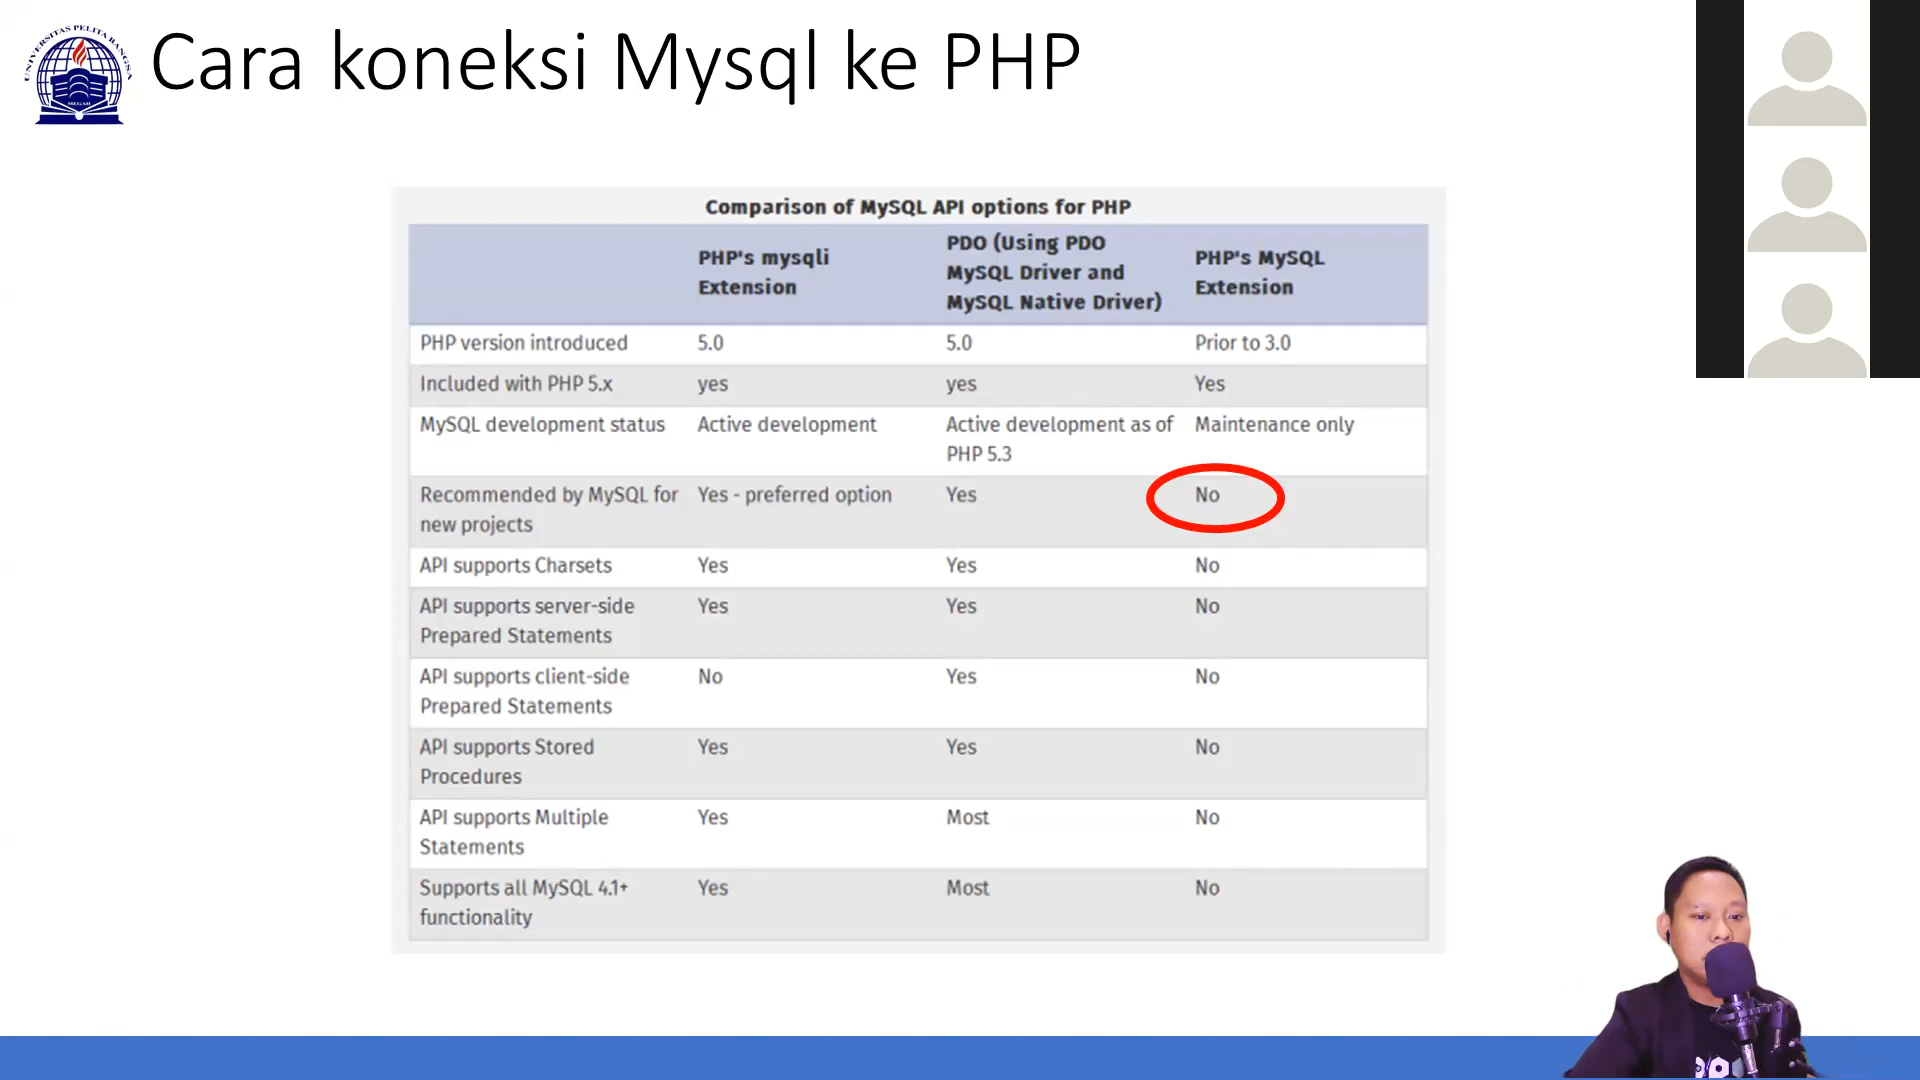 UNIVERSITAS PELITA BANGSA
MEGAH
Cara koneksi Mysql ke PHP
Comparison of MySQL API options for PHP
PHP's mysqli
Extension
PDO (Using PDO
MySQL Driver and
MySQL Native Driver)
PHP's MySQL
Extension
PHP version introduced 5.0 5.0 Prior to 3.0
Included with PHP 5.x yes yes Yes
MySQL development status Active development Active development as of Maintenance only
PHP 5.3
Recommended by MySQL for Yes - preferred option Yes No
new projects
API supports Charsets Yes Yes No
API supports server-side Yes Yes No
Prepared Statements
API supports client-side No Yes No
Prepared Statements
API supports Stored Yes Yes No
Procedures
API supports Multiple Yes Most No
Statements
Supports all MySQL 4.1+ Yes Most No
functionality